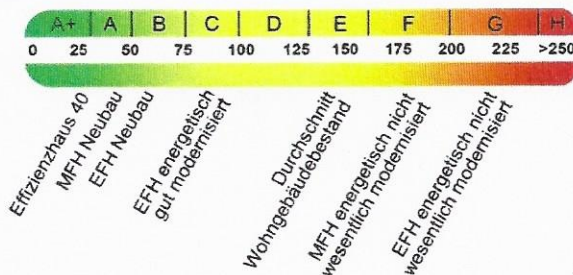 A+ A B C D E F G H
0 25 50 75 100 125 150 175 200 225 >250
Effizienzhaus 40
MFH Neubau
EFH Neubau
EFH energetisch
gut modernisiert
Durchschnitt
Wohngebäudebestand
MFH energetisch nicht
wesentlich modernisiert
EFH energetisch nicht
wesentlich modernisiert